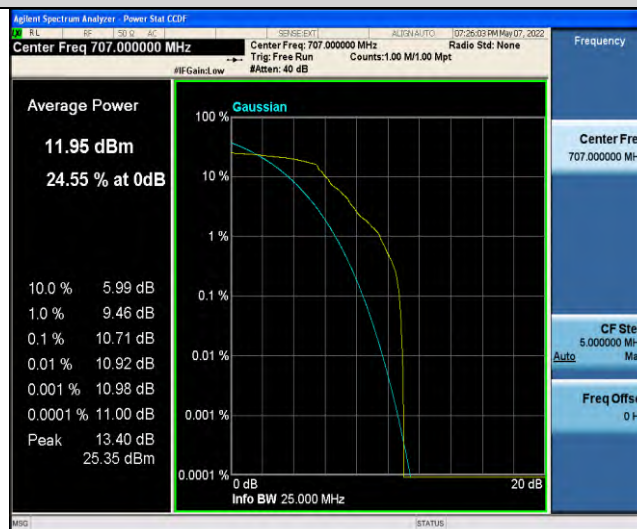 Agilent Spectrum Analyzer - Power Stat CCDF
RL RF 50 Ω AC SENSE:EXT ALIGN AUTO 07:26:03 PM May 07, 2022
Center Freq 707.000000 MHz
Center Freq: 707.000000 MHz Radio Std: None
Trig: Free Run Counts:1.00 M/1.00 Mpt
#IFGain:Low #Atten: 40 dB
Frequency
Average Power
11.95 dBm
24.55 % at 0dB
10.0 % 5.99 dB
1.0 % 9.46 dB
0.1 % 10.71 dB
0.01 % 10.92 dB
0.001 % 10.98 dB
0.0001 % 11.00 dB
Peak 13.40 dB
25.35 dBm
Gaussian
100 %
10 %
1 %
0.1 %
0.01 %
0.001 %
0.0001 %
0 dB 20 dB
Info BW 25.000 MHz
Center Fre
707.000000 MH
CF Ste
5.000000 MH
Auto Ma
Freq Offse
0 H
MSG STATUS